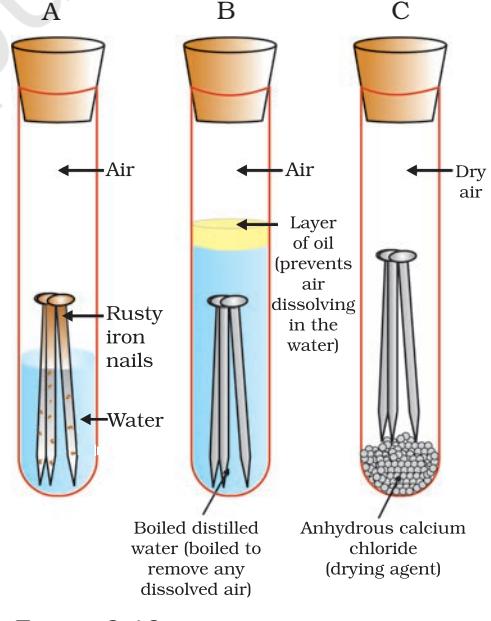 A
B
C
Air
Air
Dry
air
Layer
of oil
(prevents
air
dissolving
in the
water)
Rusty
iron
nails
Water
Boiled distilled
water (boiled to
remove any
dissolved air)
Anhydrous calcium
chloride
(drying agent)